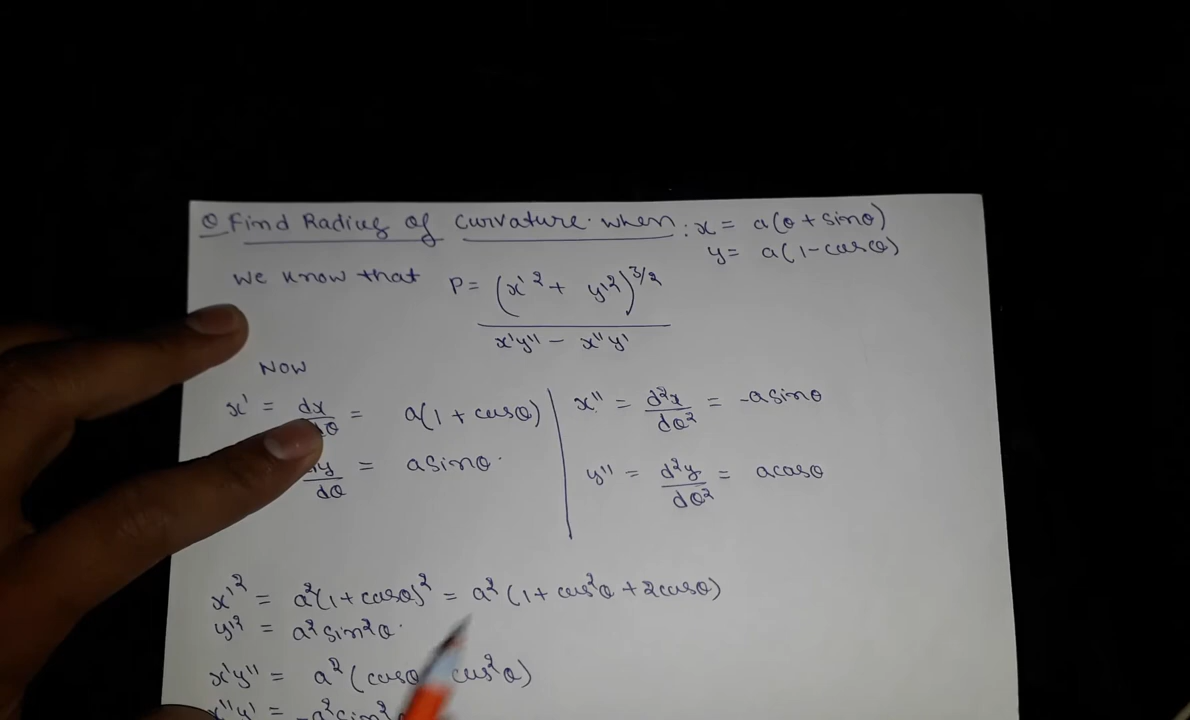 Q Find Radius of Curvature. when: x = a(θ + sinθ)
y = a(1-cosθ)
We know that ρ = (x'² + y'²)^3/2
x'y'' - x''y'
NOW
x' = dx/dθ = a(1 + cosθ)
x'' = d²x/dθ² = -asinθ
dy/dθ = asinθ.
y'' = d²y/dθ² = acosθ
x'² = a²(1+cosθ)² = a²(1+cos²θ+2cosθ)
y'² = a²sin²θ.
x'y'' = a²(cosθ cos²θ)
x''y' = -a²sin²